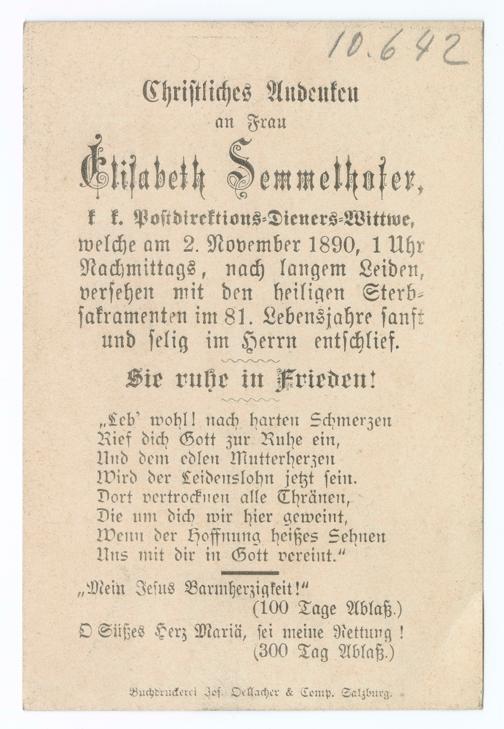 10.642
Christliches Andenken
an Frau
Elisabeth Semmelhofer,
k k. Postdirektions-Dieners-Wittwe,
welche am 2. November 1890, 1 Uhr
Nachmittags, nach langem Leiden,
versehen mit den heiligen Sterb-
sakramenten im 81. Lebensjahre sanft
und selig im Herrn entschlief.
Sie ruhe in Frieden!
„Leb' wohl! nach harten Schmerzen
Rief dich Gott zur Ruhe ein,
Und dem edlen Mutterherzen
Wird der Leidenslohn jetzt sein.
Dort vertrocknen alle Thränen,
Die um dich wir hier geweint,
Wenn der Hoffnung heißes Sehnen
Uns mit dir in Gott vereint.“
„Mein Jesus Barmherzigkeit!“
(100 Tage Ablaß.)
O Süßes Herz Mariä, sei meine Rettung!
(300 Tag Ablaß.)
Buchdruckerei Jos. Oellacher & Comp. Salzburg.